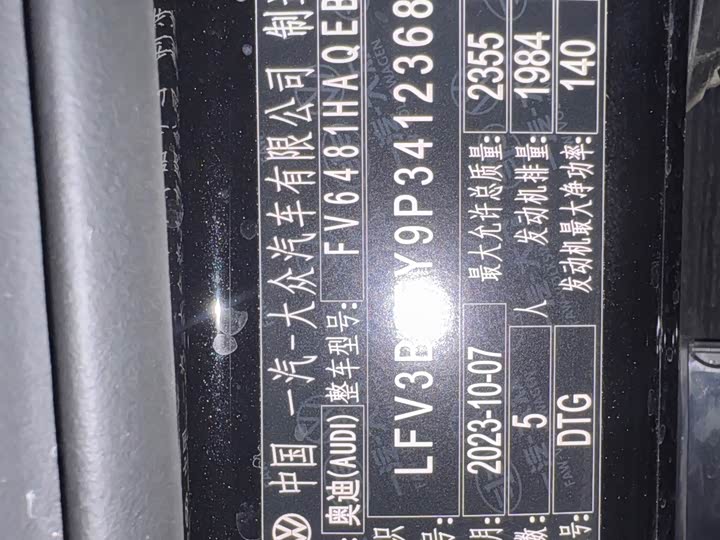 中国 一汽-大众汽车有限公司 制
奥迪(AUDI) 整车型号: FV6481HAQEB
LFV3B Y9P3412368
2023-10-07 最大允许总质量: 2355
数: 5 人 发动机排量: 1984
号: DTG 发动机最大净功率: 140